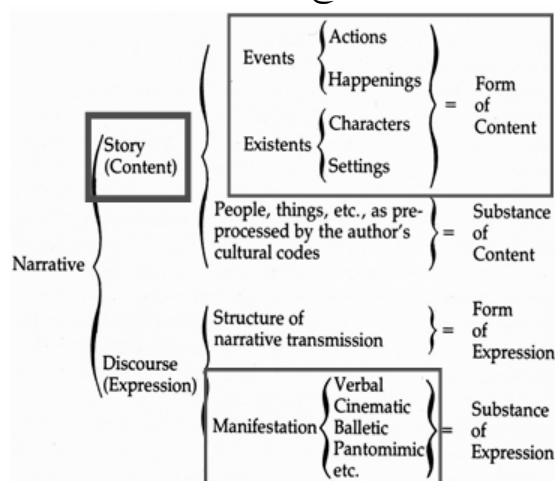 Events
Actions
Happenings
Existents
Characters
Settings
= Form
of
Content
Story
(Content)
People, things, etc., as pre-
processed by the author's
cultural codes
= Substance
of
Content
Narrative
Discourse
(Expression)
Structure of
narrative transmission
= Form
of
Expression
Manifestation
Verbal
Cinematic
Balletic
Pantomimic
etc.
= Substance
of
Expression